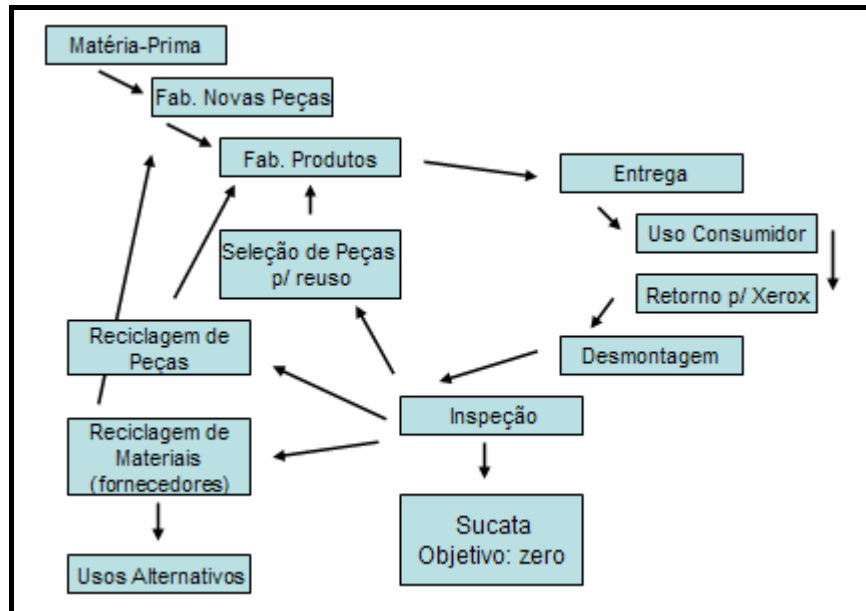 Matéria-Prima
Fab. Novas Peças
Fab. Produtos
Entrega
Uso Consumidor
Seleção de Peças
p/ reuso
Retorno p/ Xerox
Reciclagem de
Peças
Desmontagem
Inspeção
Reciclagem de
Materiais
(fornecedores)
Sucata
Objetivo: zero
Usos Alternativos